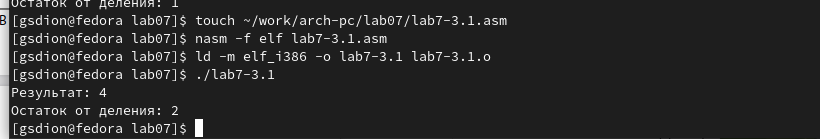 Остаток от деления: 1
[gsdion@fedora lab07]$ touch ~/work/arch-pc/lab07/lab7-3.1.asm
[gsdion@fedora lab07]$ nasm -f elf lab7-3.1.asm
[gsdion@fedora lab07]$ ld -m elf_i386 -o lab7-3.1 lab7-3.1.o
[gsdion@fedora lab07]$ ./lab7-3.1
Результат: 4
Остаток от деления: 2
[gsdion@fedora lab07]$